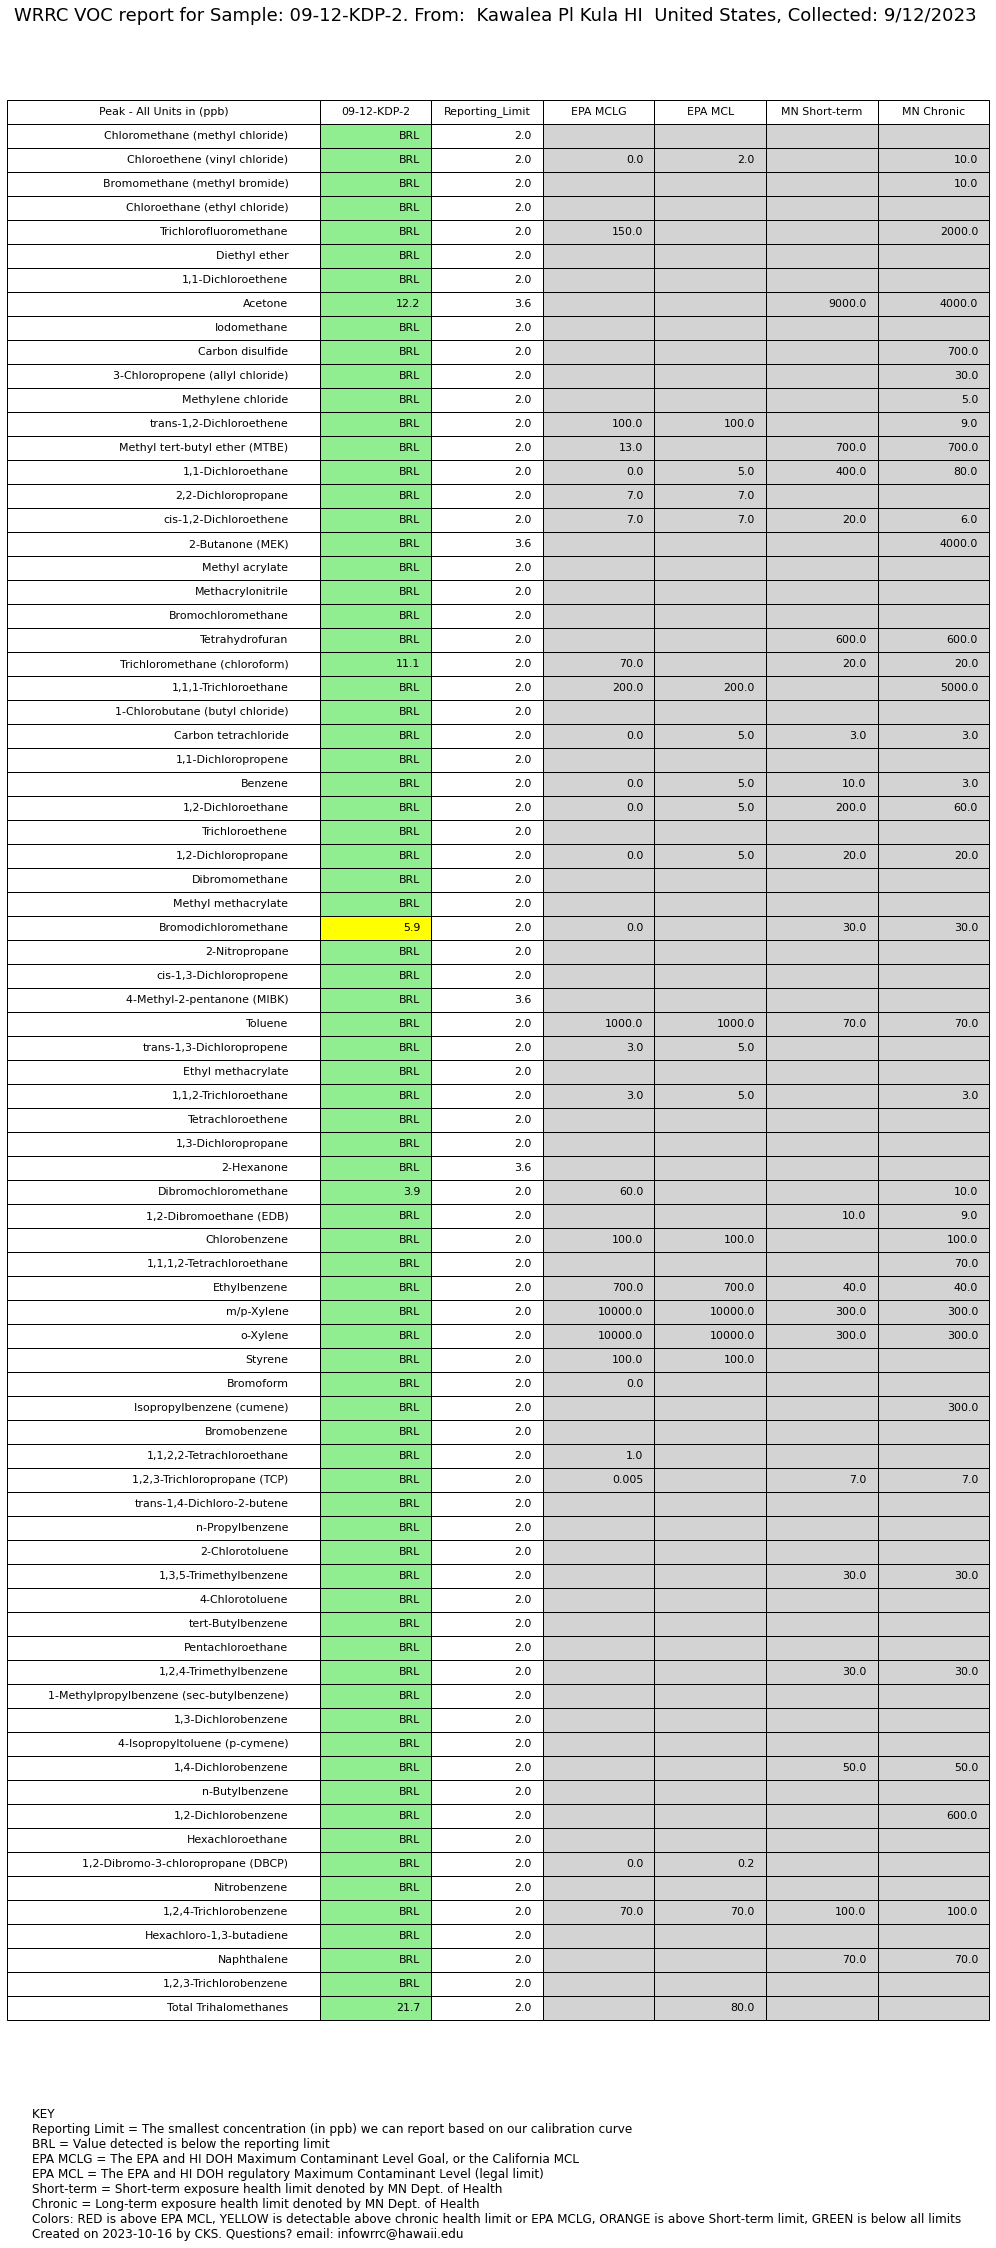 WRRC VOC report for Sample: 09-12-KDP-2. From:  Kawalea Pl Kula HI  United States, Collected: 9/12/2023
Peak - All Units in (ppb) 09-12-KDP-2 Reporting_Limit EPA MCLG EPA MCL MN Short-term MN Chronic
Chloromethane (methyl chloride) BRL 2.0
Chloroethene (vinyl chloride) BRL 2.0 0.0 2.0 10.0
Bromomethane (methyl bromide) BRL 2.0 10.0
Chloroethane (ethyl chloride) BRL 2.0
Trichlorofluoromethane BRL 2.0 150.0 2000.0
Diethyl ether BRL 2.0
1,1-Dichloroethene BRL 2.0
Acetone 12.2 3.6 9000.0 4000.0
Iodomethane BRL 2.0
Carbon disulfide BRL 2.0 700.0
3-Chloropropene (allyl chloride) BRL 2.0 30.0
Methylene chloride BRL 2.0 5.0
trans-1,2-Dichloroethene BRL 2.0 100.0 100.0 9.0
Methyl tert-butyl ether (MTBE) BRL 2.0 13.0 700.0 700.0
1,1-Dichloroethane BRL 2.0 0.0 5.0 400.0 80.0
2,2-Dichloropropane BRL 2.0 7.0 7.0
cis-1,2-Dichloroethene BRL 2.0 7.0 7.0 20.0 6.0
2-Butanone (MEK) BRL 3.6 4000.0
Methyl acrylate BRL 2.0
Methacrylonitrile BRL 2.0
Bromochloromethane BRL 2.0
Tetrahydrofuran BRL 2.0 600.0 600.0
Trichloromethane (chloroform) 11.1 2.0 70.0 20.0 20.0
1,1,1-Trichloroethane BRL 2.0 200.0 200.0 5000.0
1-Chlorobutane (butyl chloride) BRL 2.0
Carbon tetrachloride BRL 2.0 0.0 5.0 3.0 3.0
1,1-Dichloropropene BRL 2.0
Benzene BRL 2.0 0.0 5.0 10.0 3.0
1,2-Dichloroethane BRL 2.0 0.0 5.0 200.0 60.0
Trichloroethene BRL 2.0
1,2-Dichloropropane BRL 2.0 0.0 5.0 20.0 20.0
Dibromomethane BRL 2.0
Methyl methacrylate BRL 2.0
Bromodichloromethane 5.9 2.0 0.0 30.0 30.0
2-Nitropropane BRL 2.0
cis-1,3-Dichloropropene BRL 2.0
4-Methyl-2-pentanone (MIBK) BRL 3.6
Toluene BRL 2.0 1000.0 1000.0 70.0 70.0
trans-1,3-Dichloropropene BRL 2.0 3.0 5.0
Ethyl methacrylate BRL 2.0
1,1,2-Trichloroethane BRL 2.0 3.0 5.0 3.0
Tetrachloroethene BRL 2.0
1,3-Dichloropropane BRL 2.0
2-Hexanone BRL 3.6
Dibromochloromethane 3.9 2.0 60.0 10.0
1,2-Dibromoethane (EDB) BRL 2.0 10.0 9.0
Chlorobenzene BRL 2.0 100.0 100.0 100.0
1,1,1,2-Tetrachloroethane BRL 2.0 70.0
Ethylbenzene BRL 2.0 700.0 700.0 40.0 40.0
m/p-Xylene BRL 2.0 10000.0 10000.0 300.0 300.0
o-Xylene BRL 2.0 10000.0 10000.0 300.0 300.0
Styrene BRL 2.0 100.0 100.0
Bromoform BRL 2.0 0.0
Isopropylbenzene (cumene) BRL 2.0 300.0
Bromobenzene BRL 2.0
1,1,2,2-Tetrachloroethane BRL 2.0 1.0
1,2,3-Trichloropropane (TCP) BRL 2.0 0.005 7.0 7.0
trans-1,4-Dichloro-2-butene BRL 2.0
n-Propylbenzene BRL 2.0
2-Chlorotoluene BRL 2.0
1,3,5-Trimethylbenzene BRL 2.0 30.0 30.0
4-Chlorotoluene BRL 2.0
tert-Butylbenzene BRL 2.0
Pentachloroethane BRL 2.0
1,2,4-Trimethylbenzene BRL 2.0 30.0 30.0
1-Methylpropylbenzene (sec-butylbenzene) BRL 2.0
1,3-Dichlorobenzene BRL 2.0
4-Isopropyltoluene (p-cymene) BRL 2.0
1,4-Dichlorobenzene BRL 2.0 50.0 50.0
n-Butylbenzene BRL 2.0
1,2-Dichlorobenzene BRL 2.0 600.0
Hexachloroethane BRL 2.0
1,2-Dibromo-3-chloropropane (DBCP) BRL 2.0 0.0 0.2
Nitrobenzene BRL 2.0
1,2,4-Trichlorobenzene BRL 2.0 70.0 70.0 100.0 100.0
Hexachloro-1,3-butadiene BRL 2.0
Naphthalene BRL 2.0 70.0 70.0
1,2,3-Trichlorobenzene BRL 2.0
Total Trihalomethanes 21.7 2.0 80.0
KEY
Reporting Limit = The smallest concentration (in ppb) we can report based on our calibration curve
BRL = Value detected is below the reporting limit
EPA MCLG = The EPA and HI DOH Maximum Contaminant Level Goal, or the California MCL
EPA MCL = The EPA and HI DOH regulatory Maximum Contaminant Level (legal limit)
Short-term = Short-term exposure health limit denoted by MN Dept. of Health
Chronic = Long-term exposure health limit denoted by MN Dept. of Health
Colors: RED is above EPA MCL, YELLOW is detectable above chronic health limit or EPA MCLG, ORANGE is above Short-term limit, GREEN is below all limits
Created on 2023-10-16 by CKS. Questions? email: infowrrc@hawaii.edu